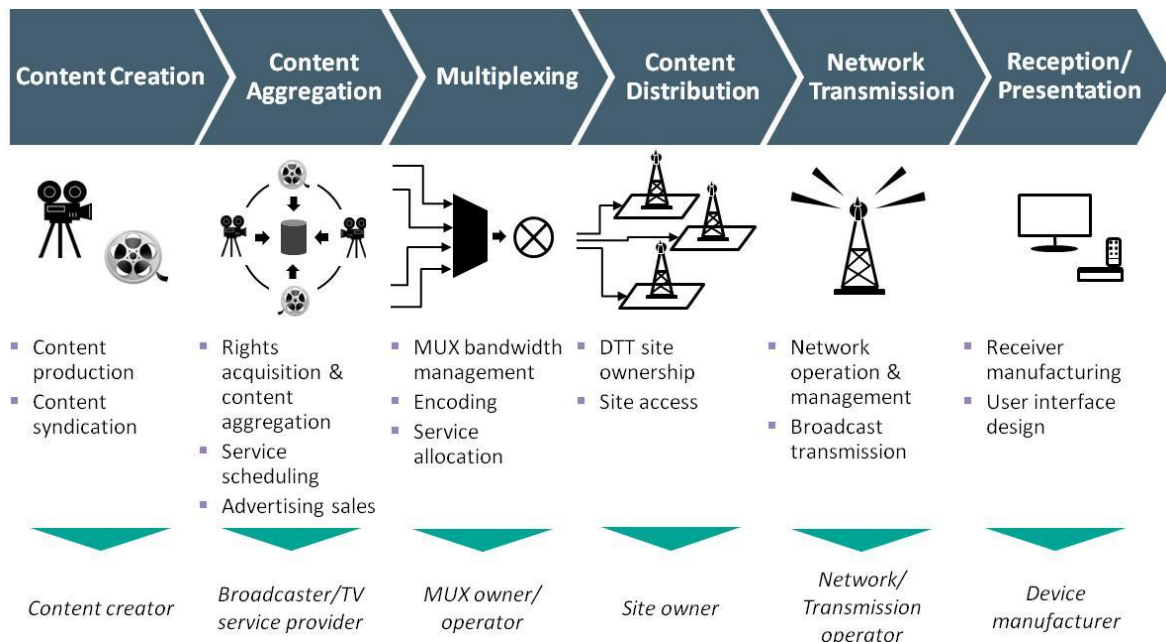 Content Creation
Content
Aggregation
Multiplexing
Content
Distribution
Network
Transmission
Reception/
Presentation
Content
production
Content
syndication
Rights
acquisition &
content
aggregation
Service
scheduling
Advertising sales
MUX bandwidth
management
Encoding
Service
allocation
DTT site
ownership
Site access
Network
operation &
management
Broadcast
transmission
Receiver
manufacturing
User interface
design
Content creator
Broadcaster/TV
service provider
MUX owner/
operator
Site owner
Network/
Transmission
operator
Device
manufacturer